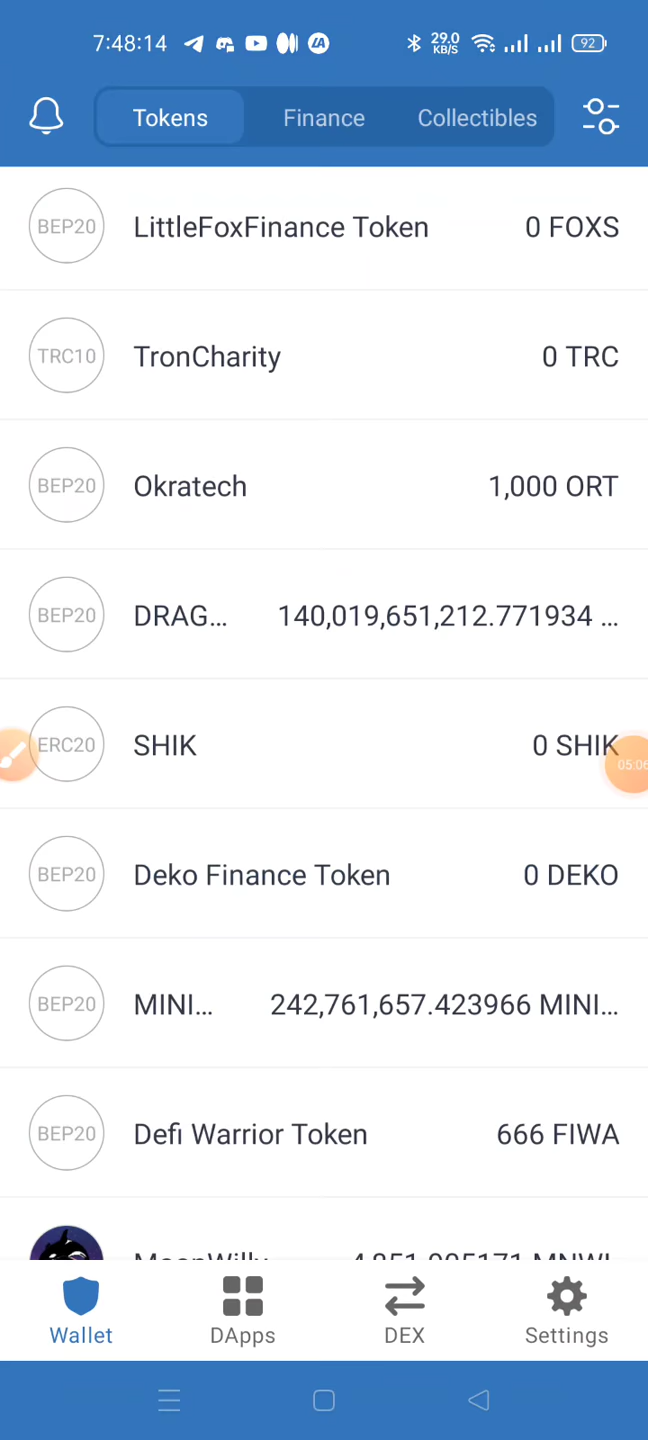 7:48:14 29.0 KB/S 92
Tokens Finance Collectibles
BEP20 LittleFoxFinance Token 0 FOXS
TRC10 TronCharity 0 TRC
BEP20 Okratech 1,000 ORT
BEP20 DRAG... 140,019,651,212.771934 ...
ERC20 SHIK 0 SHIK
05:06
BEP20 Deko Finance Token 0 DEKO
BEP20 MINI... 242,761,657.423966 MINI...
BEP20 Defi Warrior Token 666 FIWA
MoonWilly
Wallet DApps DEX Settings